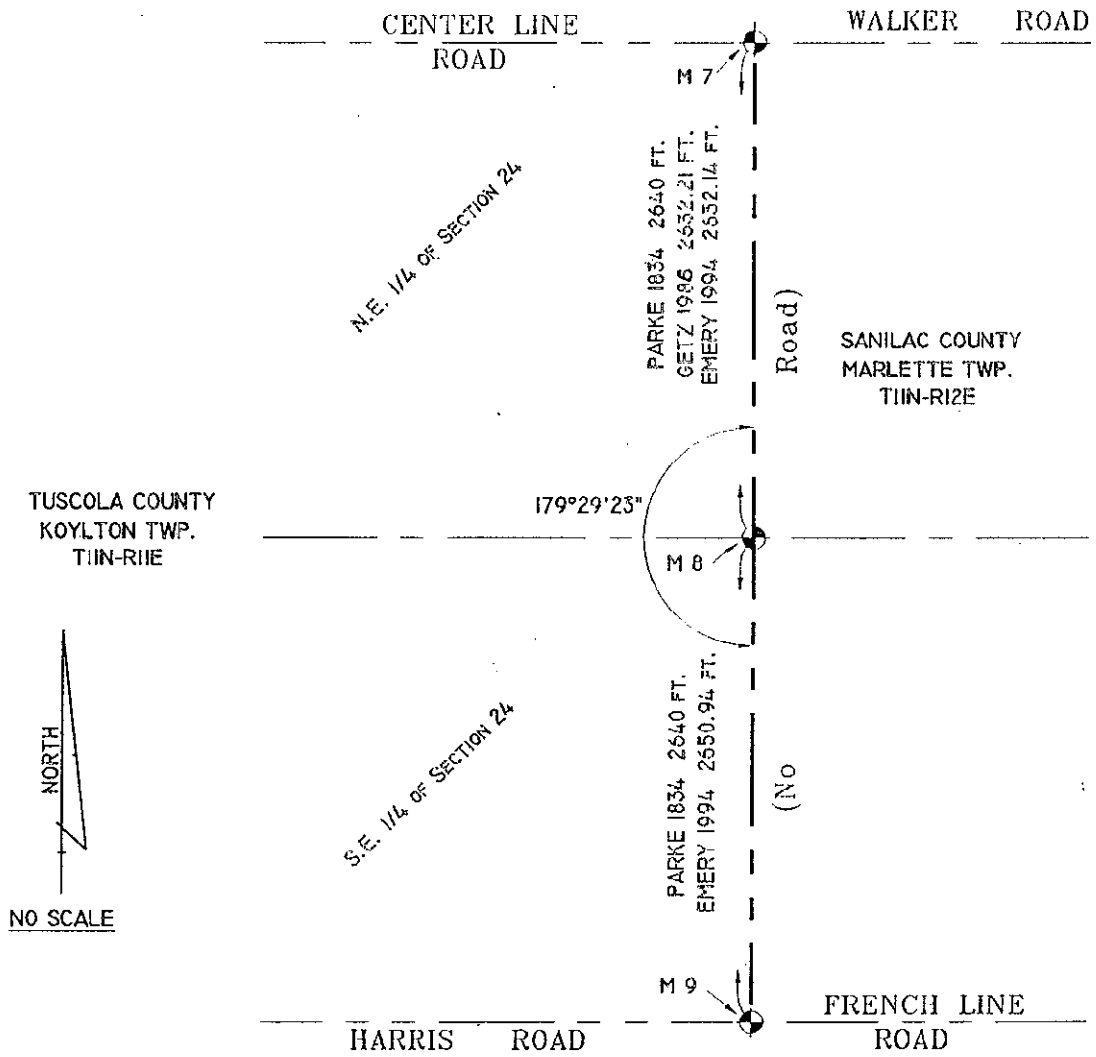 CENTER LINE
ROAD
WALKER ROAD
M 7
N.E. 1/4 OF SECTION 24
PARKE 1834 2640 FT.
GETZ 1986 2632.21 FT.
EMERY 1994 2632.14 FT.
Road)
SANILAC COUNTY
MARLETTE TWP.
T11N-R12E
TUSCOLA COUNTY
KOYLTON TWP.
T11N-R11E
179°29'23"
M 8
NORTH
NO SCALE
S.E. 1/4 OF SECTION 24
PARKE 1834 2640 FT.
EMERY 1994 2650.94 FT.
(No
M 9
HARRIS ROAD
FRENCH LINE
ROAD